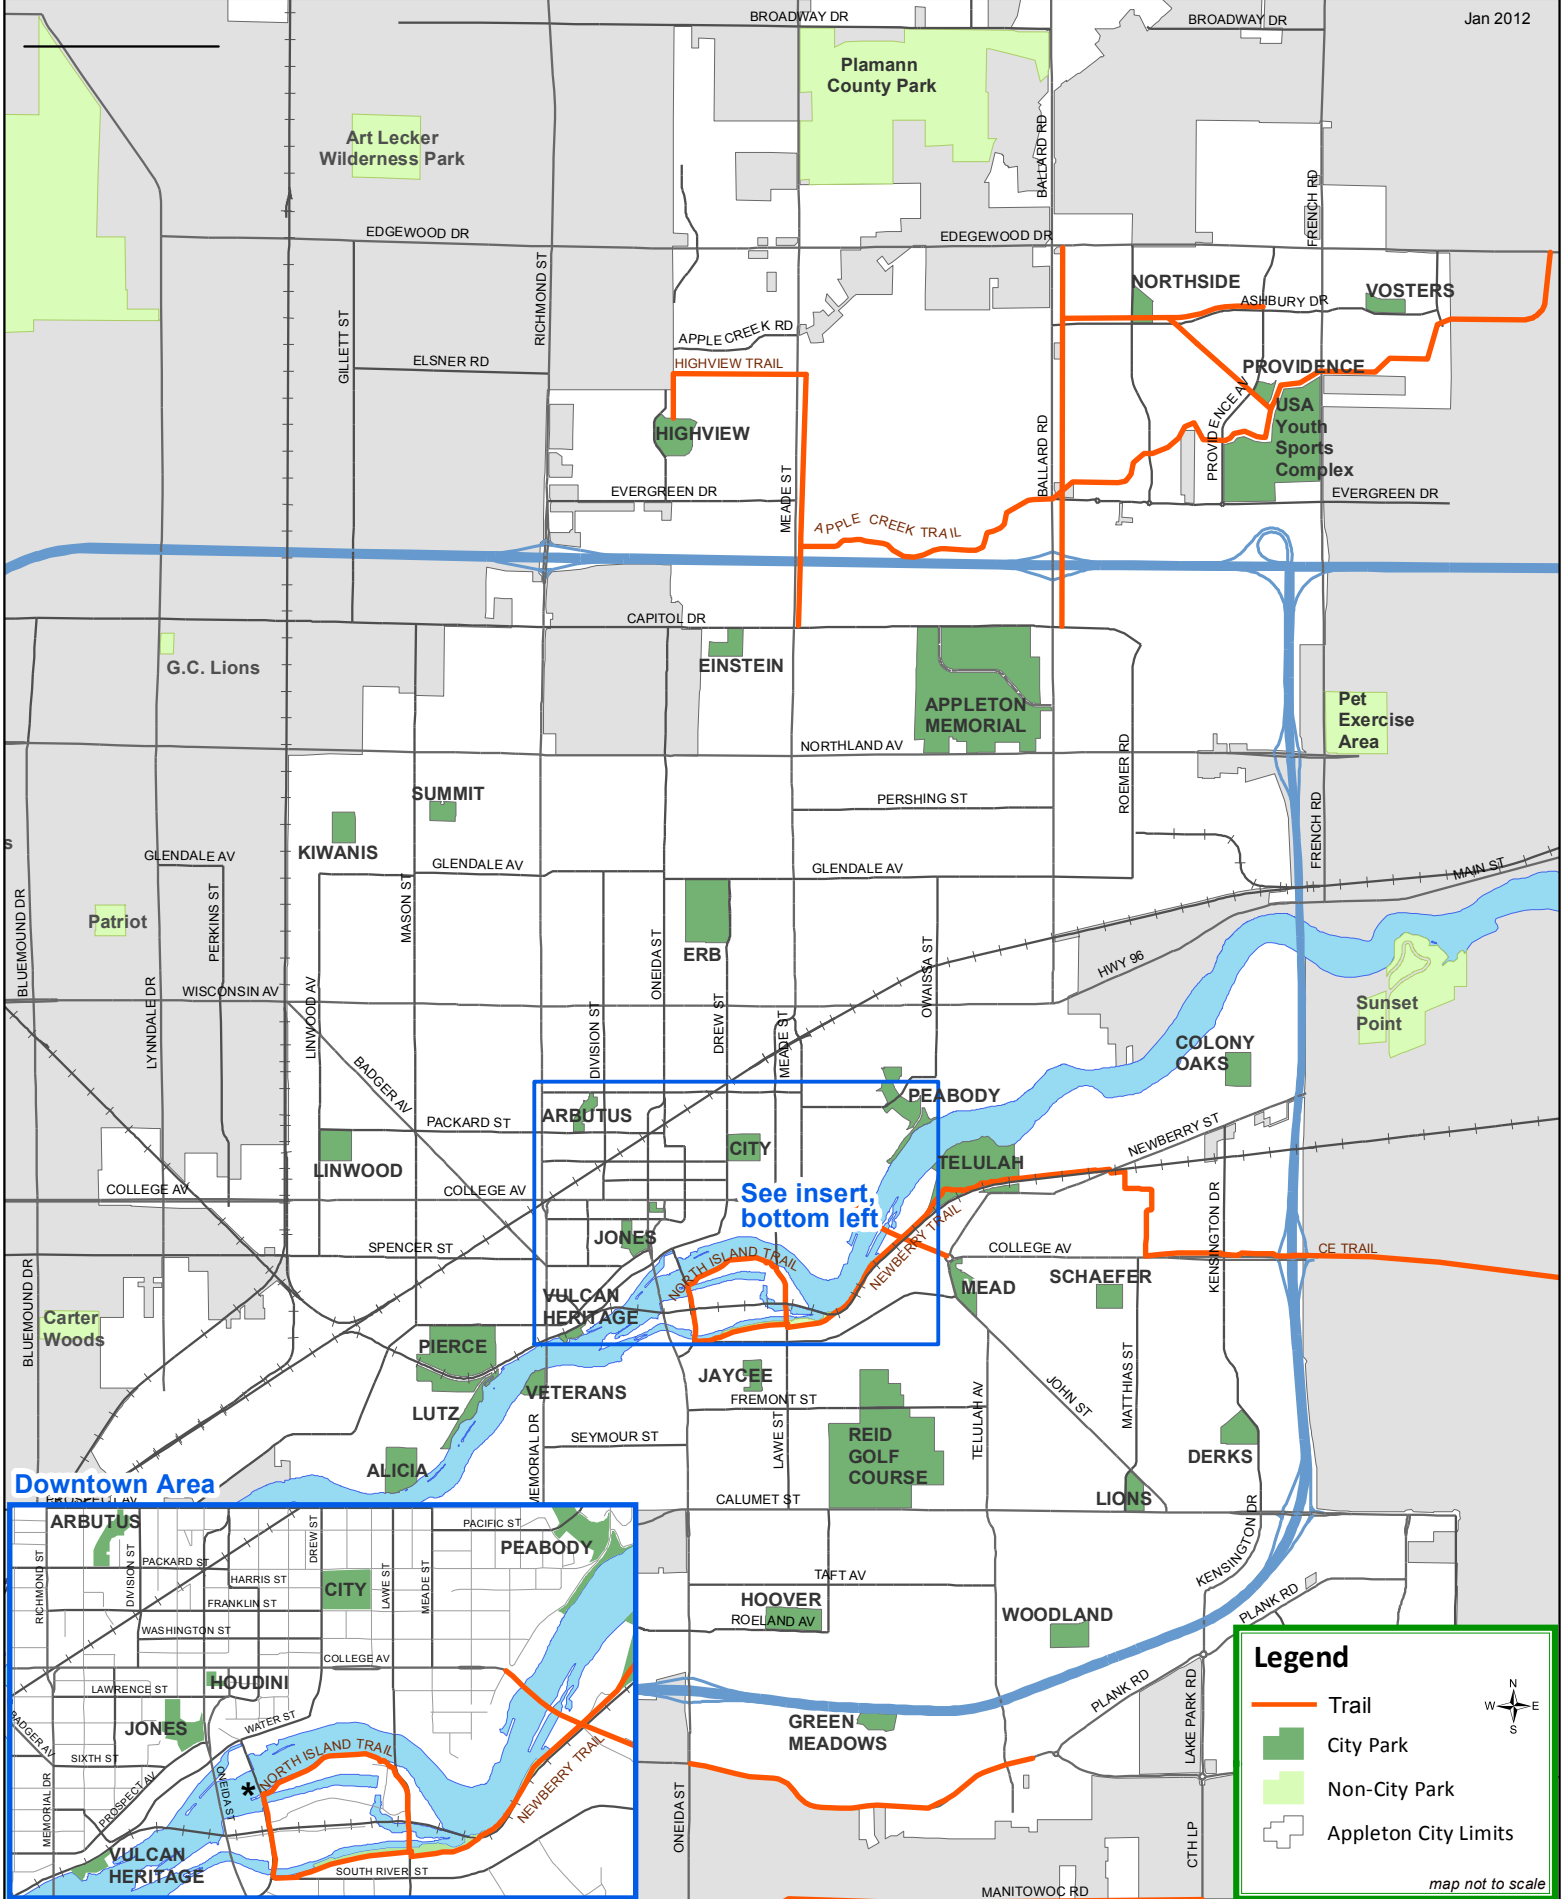 BROADWAY DR
BROADWAY DR
Jan 2012
Plamann
County Park
Art Lecker
Wilderness Park
BALLARD RD
FRENCH RD
EDGEWOOD DR
EDEGEWOOD DR
RICHMOND ST
NORTHSIDE
ASHBURY DR
VOSTERS
GILLETT ST
APPLE CREEK RD
ELSNER RD
HIGHVIEW TRAIL
PROVIDENCE
PROVIDENCE AV
USA
Youth
Sports
Complex
HIGHVIEW
BALLARD RD
MEADE ST
EVERGREEN DR
EVERGREEN DR
APPLE CREEK TRAIL
CAPITOL DR
G.C. Lions
EINSTEIN
APPLETON
MEMORIAL
Pet
Exercise
Area
NORTHLAND AV
ROEMER RD
SUMMIT
PERSHING ST
FRENCH RD
s
KIWANIS
GLENDALE AV
GLENDALE AV
GLENDALE AV
MAIN ST
BLUEMOUND DR
PERKINS ST
MASON ST
Patriot
ERB
ONEIDA ST
OWAISSA ST
HWY 96
WISCONSIN AV
LYNNDALE DR
LINWOOD AV
DIVISION ST
DREW ST
MEADE ST
Sunset
Point
COLONY
OAKS
BADGER AV
PEABODY
ARBUTUS
PACKARD ST
NEWBERRY ST
CITY
LINWOOD
TELULAH
COLLEGE AV
COLLEGE AV
See insert,
bottom left
KENSINGTON DR
JONES
SPENCER ST
NORTH ISLAND TRAIL
NEWBERRY TRAIL
COLLEGE AV
CE TRAIL
BLUEMOUND DR
MEAD
SCHAEFER
VULCAN
HERITAGE
Carter
Woods
PIERCE
JAYCEE
VETERANS
FREMONT ST
JOHN ST
MATTHIAS ST
LUTZ
MEMORIAL DR
SEYMOUR ST
LAWE ST
REID
GOLF
COURSE
TELULAH AV
DERKS
ALICIA
Downtown Area
PROSPECT AV
CALUMET ST
LIONS
KENSINGTON DR
ARBUTUS
PACIFIC ST
PEABODY
RICHMOND ST
DIVISION ST
PACKARD ST
DREW ST
HARRIS ST
CITY
LAWE ST
MEADE ST
FRANKLIN ST
WASHINGTON ST
COLLEGE AV
HOUDINI
LAWRENCE ST
JONES
WATER ST
BADGER AV
SIXTH ST
NORTH ISLAND TRAIL
*
PROSPECT AV
ONEIDA ST
MEMORIAL DR
NEWBERRY TRAIL
VULCAN
HERITAGE
SOUTH RIVER ST
TAFT AV
HOOVER
ROELAND AV
WOODLAND
PLANK RD
PLANK RD
LAKE PARK RD
GREEN
MEADOWS
ONEIDA ST
CTH LP
MANITOWOC RD
Legend
Trail
City Park
Non-City Park
Appleton City Limits
N
W
E
S
map not to scale